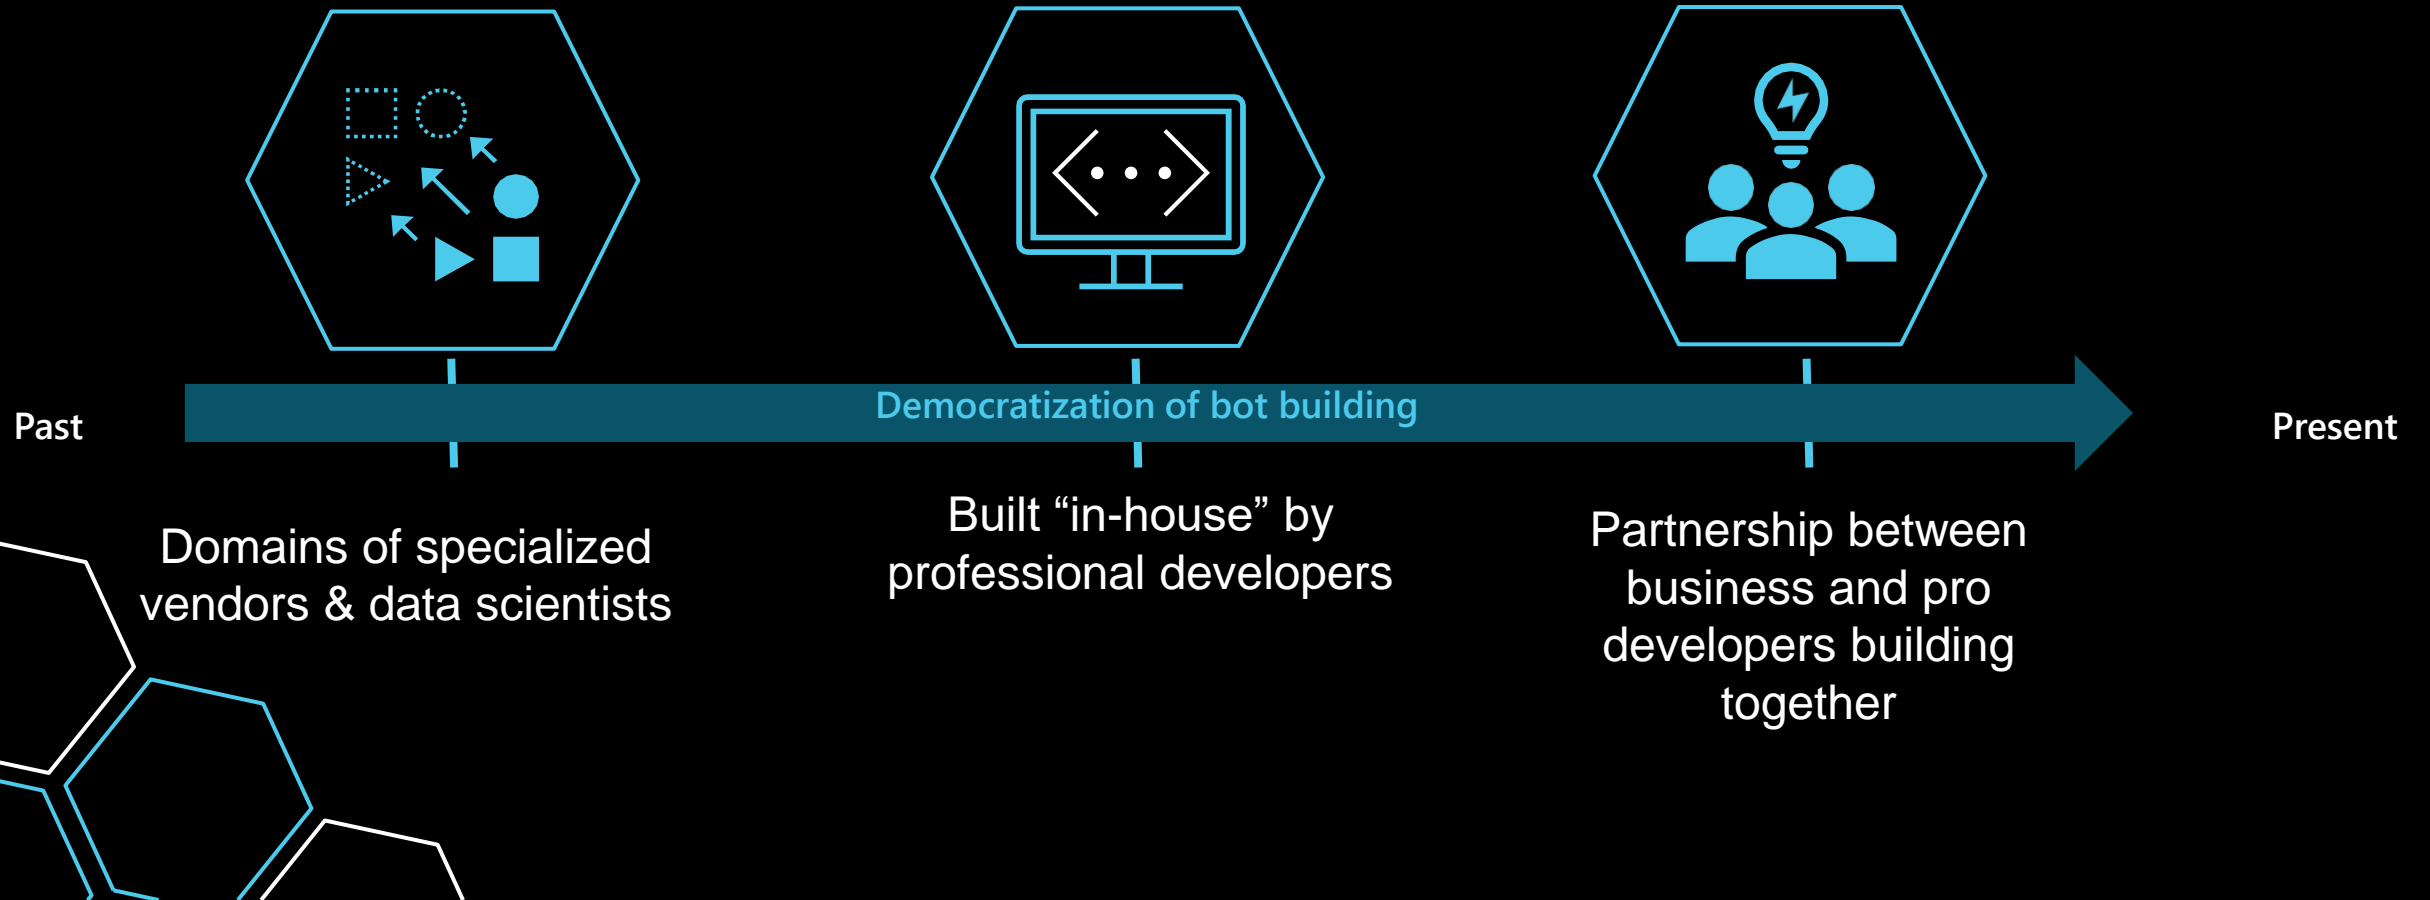 Democratization of bot building
Past
Present
Domains of specialized
vendors & data scientists
Built “in-house” by
professional developers
Partnership between
business and pro
developers building
together